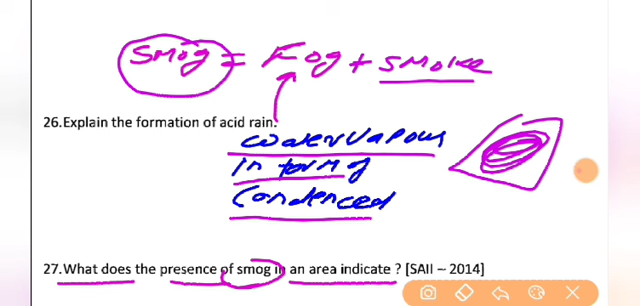 Smog = Fog + Smoke
26.Explain the formation of acid rain.
water vapour
in form of
Condenced
27.What does the presence of smog in an area indicate ? [SAII ~ 2014]